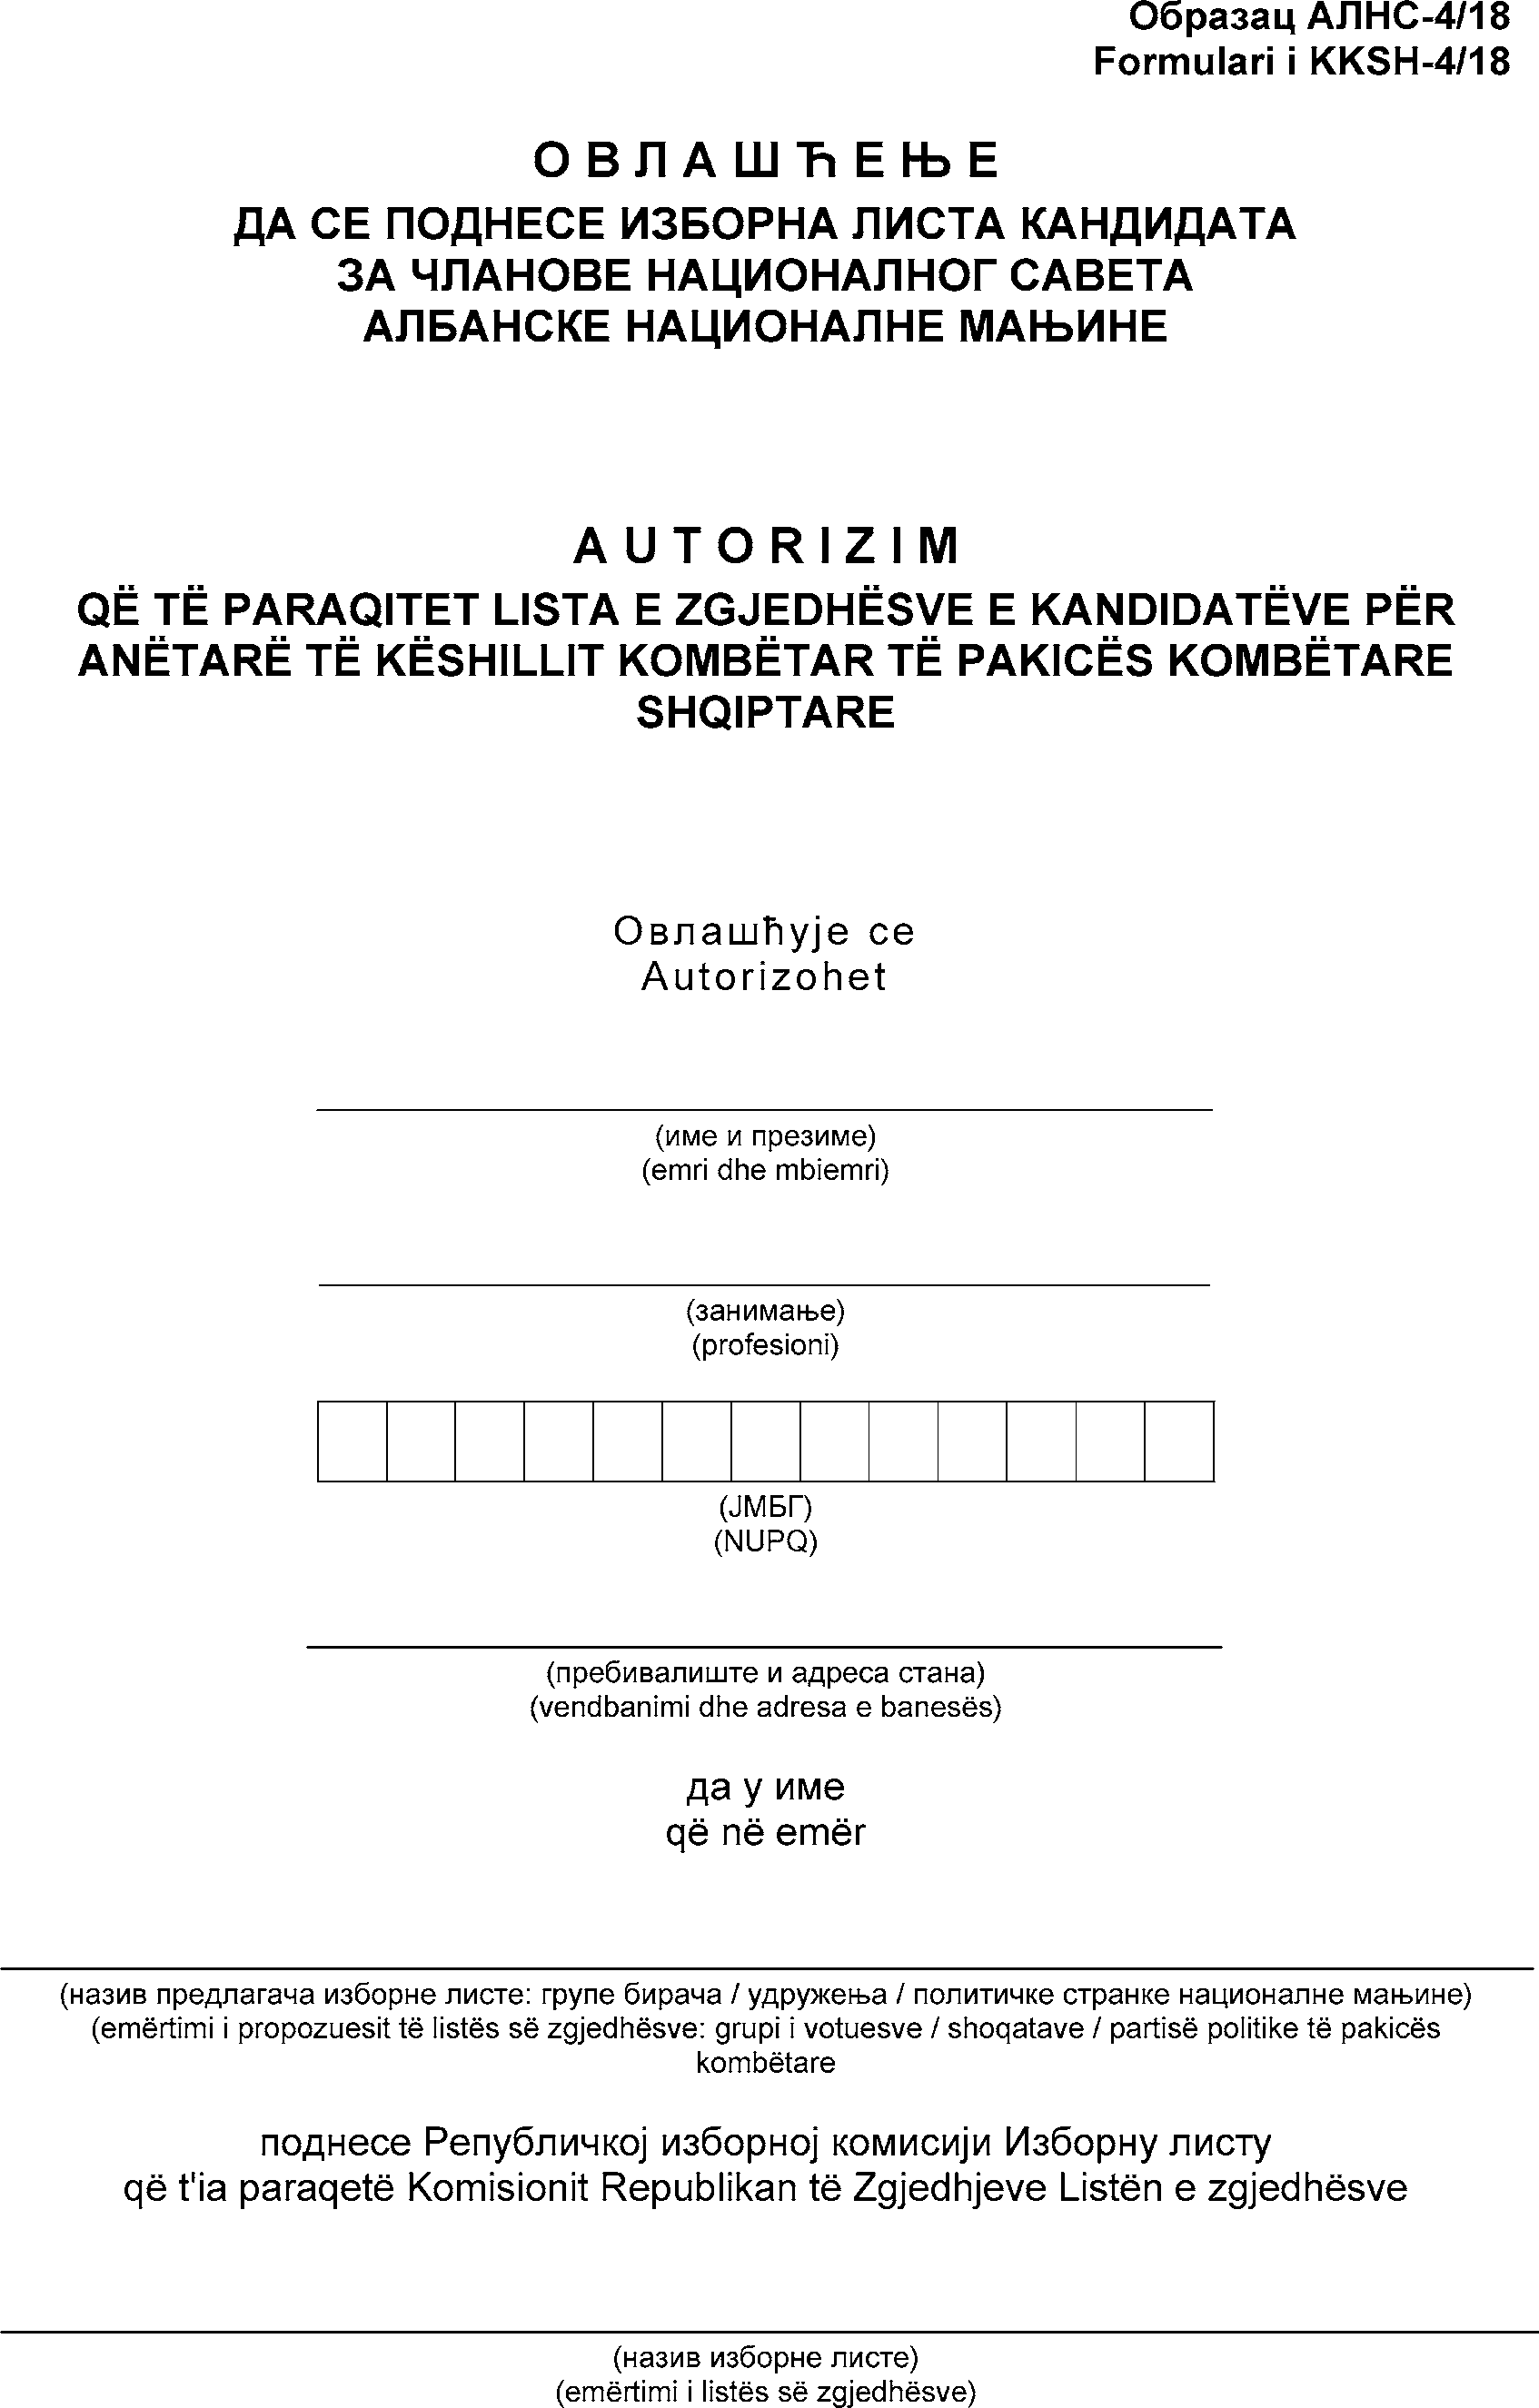 Образац АЛНС-4/18
Formulari i KKSH-4/18
О В Л А Ш Ћ Е Њ Е
ДА СЕ ПОДНЕСЕ ИЗБОРНА ЛИСТА КАНДИДАТА
ЗА ЧЛАНОВЕ НАЦИОНАЛНОГ САВЕТА
АЛБАНСКЕ НАЦИОНАЛНЕ МАЊИНЕ
A U T O R I Z I M
QË TË PARAQITET LISTA E ZGJEDHËSVE E KANDIDATËVE PËR
ANËTARË TË KËSHILLIT KOMBËTAR TË PAKICËS KOMBËTARE
SHQIPTARE
Овлашћује се
Autorizohet
(име и презиме)
(emri dhe mbiemri)
(занимање)
(profesioni)
(ЈМБГ)
(NUPQ)
(пребивалиште и адреса стана)
(vendbanimi dhe adresa e banesës)
да у име
që në emër
(назив предлагача изборне листе: групе бирача / удружења / политичке странке националне мањине)
(emërtimi i propozuesit të listës së zgjedhësve: grupi i votuesve / shoqatave / partisë politike të pakicës
kombëtare
поднесе Републичкој изборној комисији Изборну листу
që t'ia paraqetë Komisionit Republikan të Zgjedhjeve Listën e zgjedhësve
(назив изборне листе)
(emërtimi i listës së zgjedhësve)